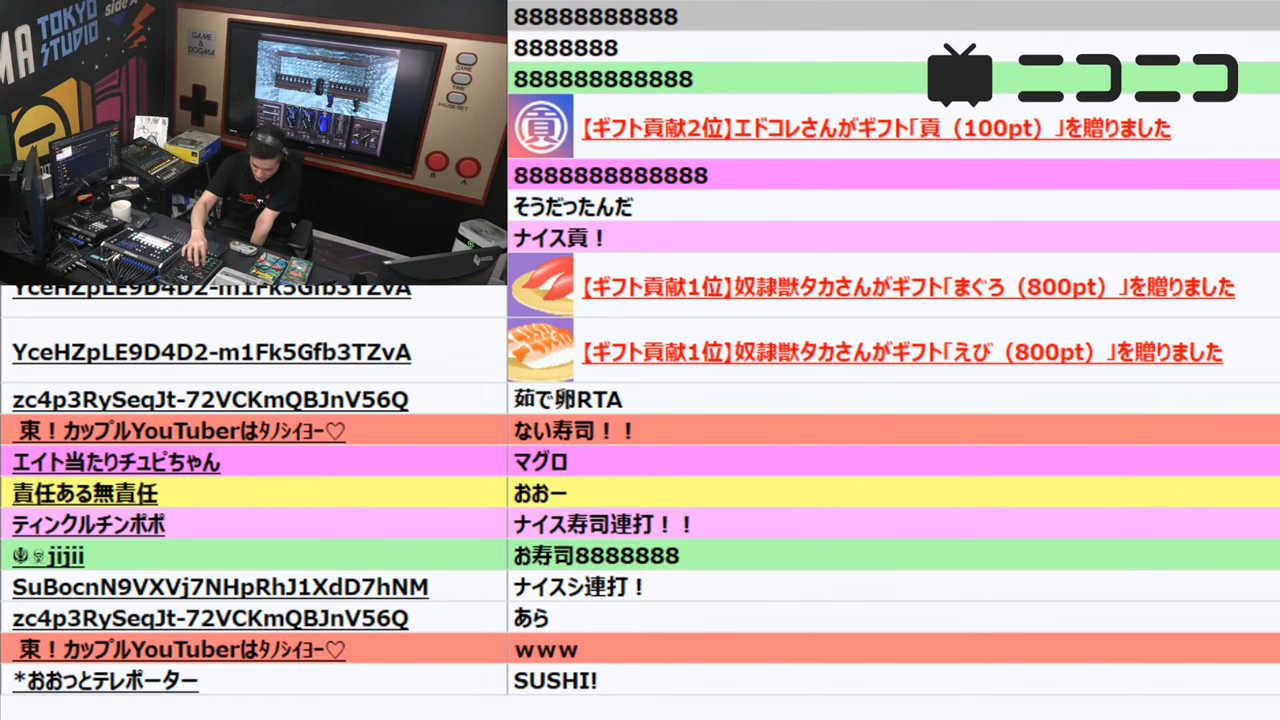 SIDE A
TOKYO
STUDIO
MA
GAME
&
DOGMA
GAME
TIME
PAUSE/SET
B
A
88888888888
8888888
888888888888
ニコニコ
貢
【ギフト貢献2位】エドコレさんがギフト「貢（100pt）」を贈りました
8888888888888
そうだったんだ
ナイス貢！
YceHZpLE9D4D2-m1Fk5Gfb3TZvA
【ギフト貢献1位】奴隷獣タカさんがギフト「まぐろ（800pt）」を贈りました
YceHZpLE9D4D2-m1Fk5Gfb3TZvA
【ギフト貢献1位】奴隷獣タカさんがギフト「えび（800pt）」を贈りました
zc4p3RySeqJt-72VCKmQBJnV56Q
茹で卵RTA
東！カップルYouTuberはﾀﾉｼｲﾖｰ♡
ない寿司！！
エイト当たりチュピちゃん
マグロ
責任ある無責任
おおー
ティンクルチンポポ
ナイス寿司連打！！
jijii
お寿司8888888
SuBocnN9VXVj7NHpRhJ1XdD7hNM
ナイスシ連打！
zc4p3RySeqJt-72VCKmQBJnV56Q
あら
東！カップルYouTuberはﾀﾉｼｲﾖｰ♡
ｗｗｗ
*おおっとテレポーター
SUSHI!